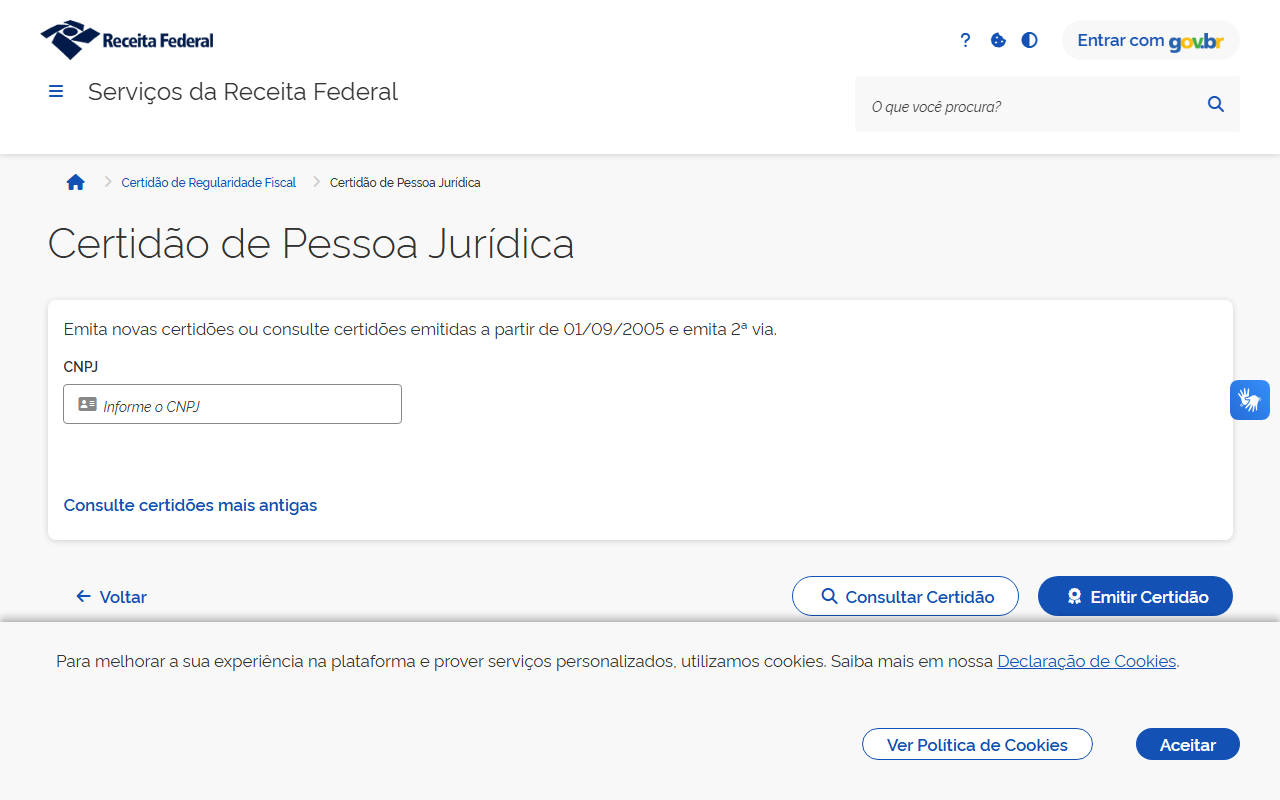 Receita Federal
Entrar com gov.br
Serviços da Receita Federal
O que você procura?
Certidão de Regularidade Fiscal
Certidão de Pessoa Jurídica
Certidão de Pessoa Jurídica
Emita novas certidões ou consulte certidões emitidas a partir de 01/09/2005 e emita 2ª via.
CNPJ
Informe o CNPJ
Consulte certidões mais antigas
Voltar
Consultar Certidão
Emitir Certidão
Para melhorar a sua experiência na plataforma e prover serviços personalizados, utilizamos cookies. Saiba mais em nossa Declaração de Cookies.
Ver Política de Cookies
Aceitar